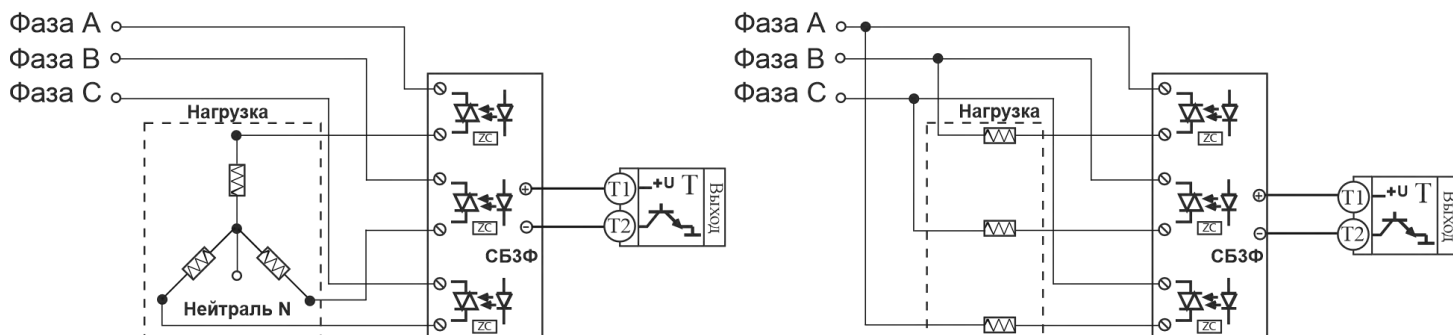 Фаза А
Фаза В
Фаза С
Нагрузка
Нейтраль N
ZC
ZC
ZC
СБ3Ф
+
−
T1
T2
+U T
Выход
Фаза А
Фаза В
Фаза С
Нагрузка
ZC
ZC
ZC
СБ3Ф
+
−
T1
T2
+U T
Выход